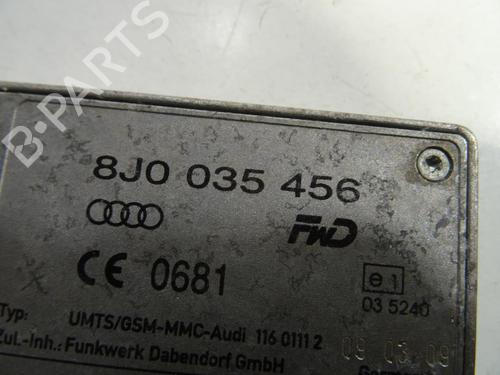 B-PARTS
8J0 035 456
FWD
CE 0681
e 1
03 5240
Typ: UMTS/GSM-MMC-Audi 116 0111 2
Zul.-Inh.: Funkwerk Dabendorf GmbH
09 03 09